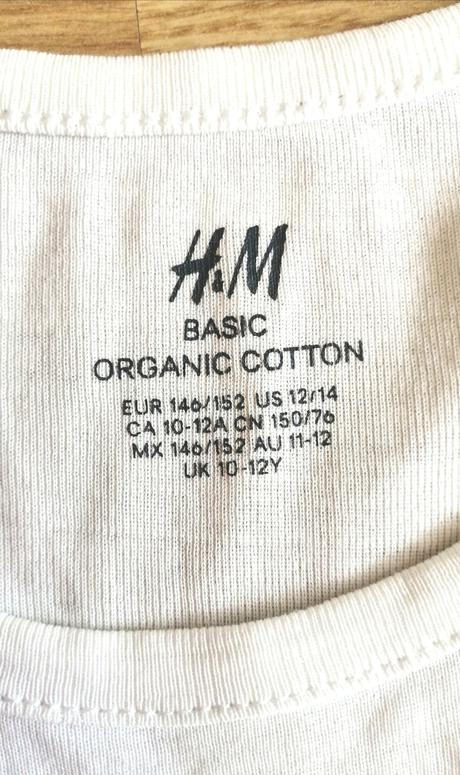 H&M
BASIC
ORGANIC COTTON
EUR 146/152 US 12/14
CA 10-12A CN 150/76
MX 146/152 AU 11-12
UK 10-12Y